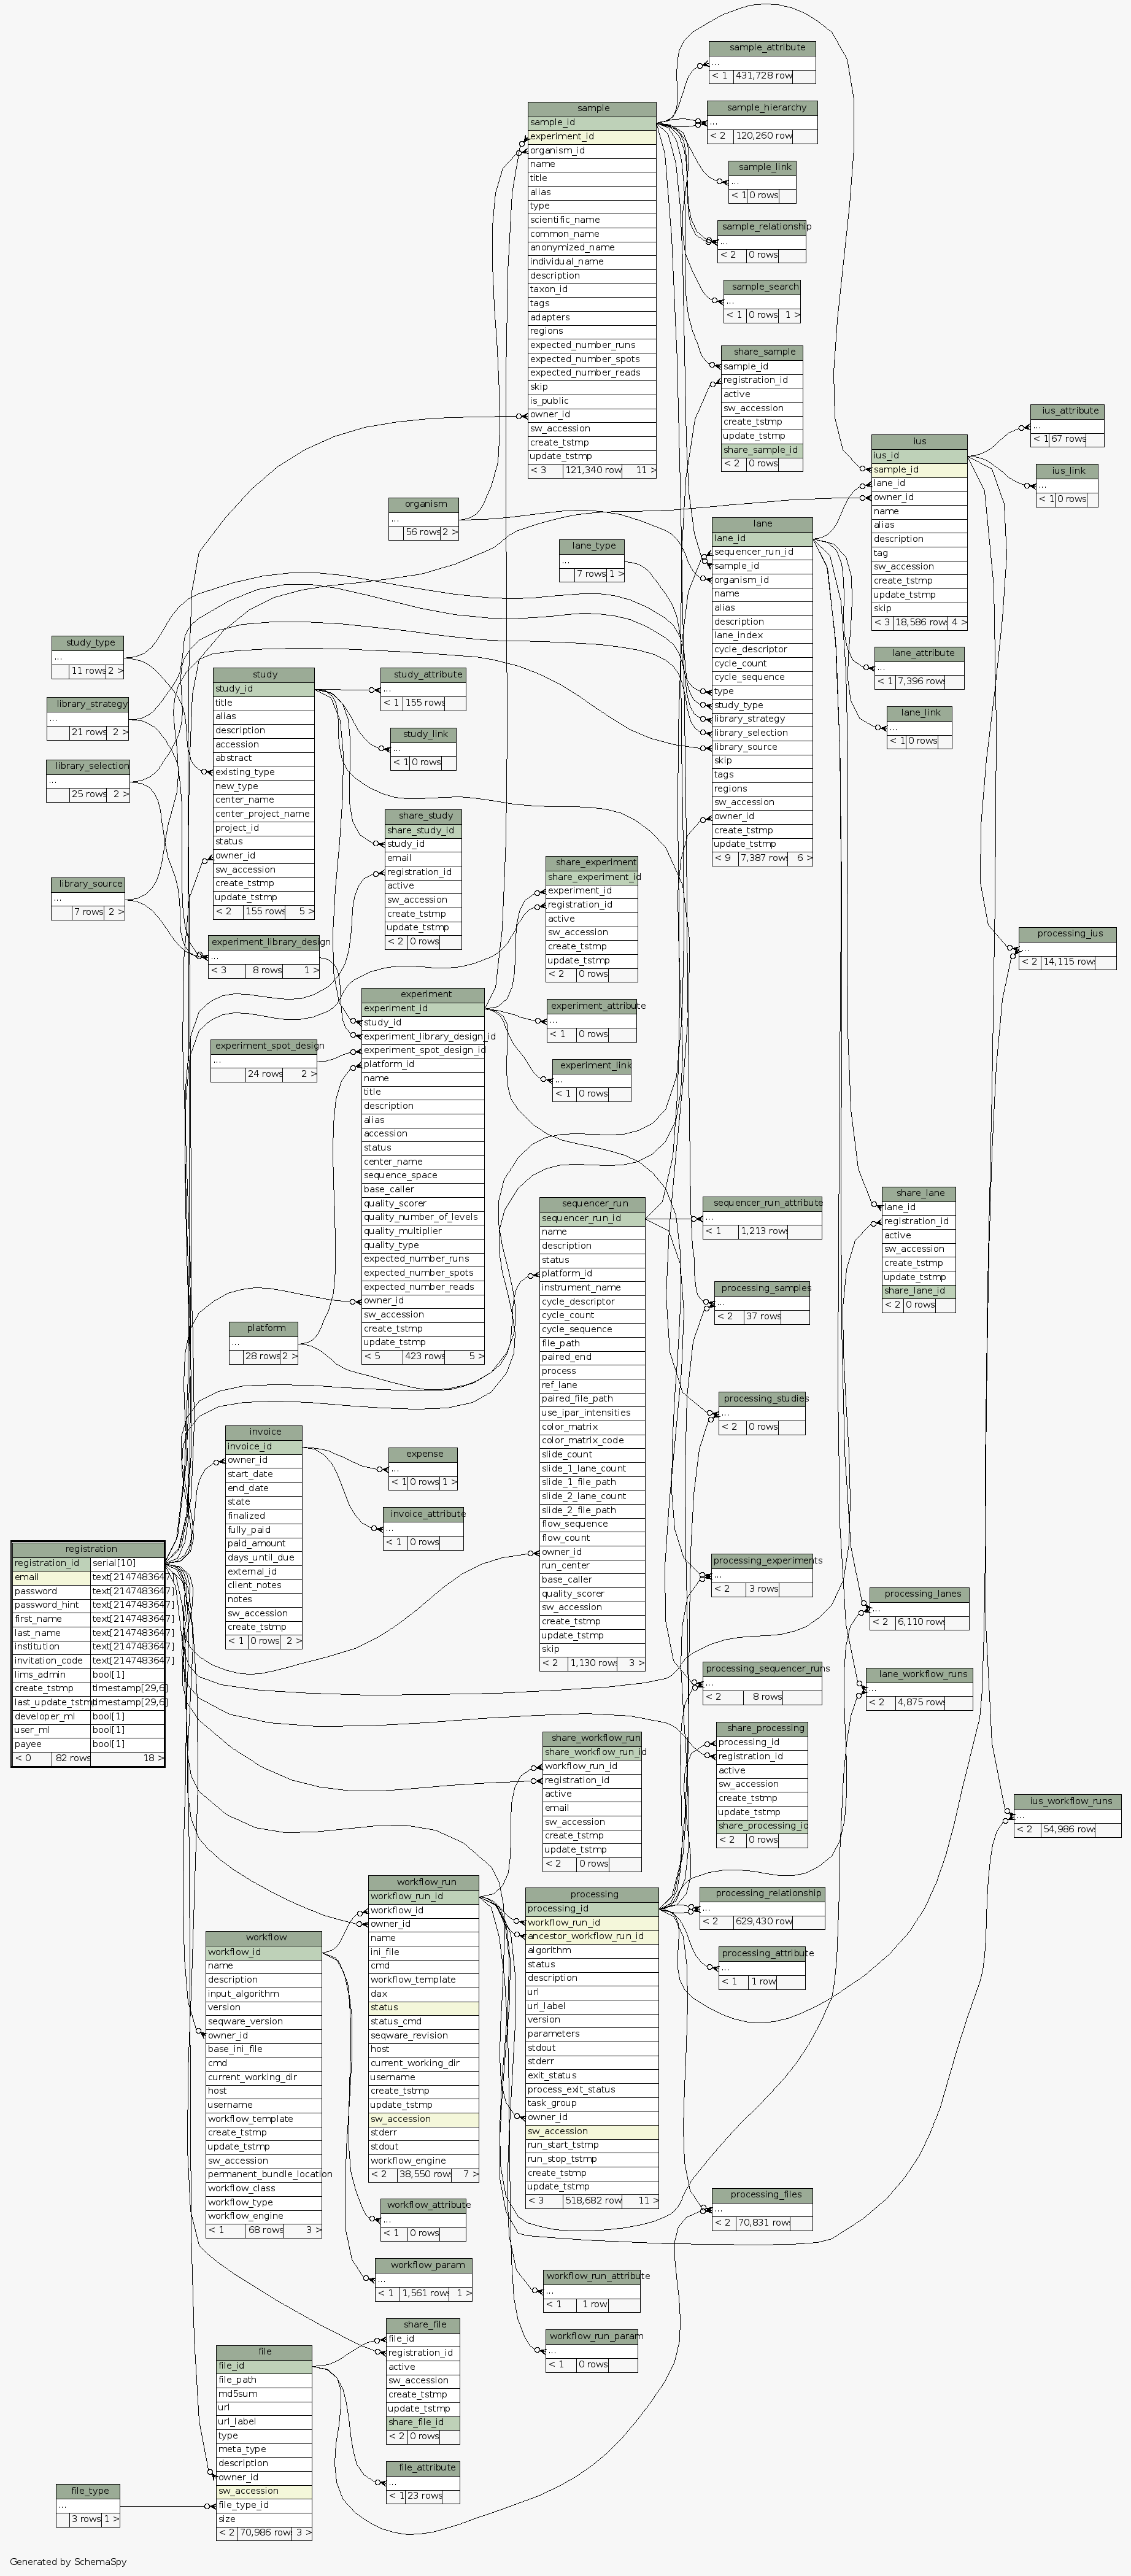 sample_attribute
...
< 1 431,728 row
sample_hierarchy
...
< 2 120,260 row
sample
sample_id
experiment_id
organism_id
name
title
alias
type
scientific_name
common_name
anonymized_name
individual_name
description
taxon_id
tags
adapters
regions
expected_number_runs
expected_number_spots
expected_number_reads
skip
is_public
owner_id
sw_accession
create_tstmp
update_tstmp
< 3 121,340 row 11 >
sample_link
...
< 1 0 rows
sample_relationship
...
< 2 0 rows
sample_search
...
< 1 0 rows 1 >
share_sample
sample_id
registration_id
active
sw_accession
create_tstmp
update_tstmp
share_sample_id
< 2 0 rows
ius_attribute
...
< 1 67 rows
ius
ius_id
sample_id
lane_id
owner_id
name
alias
description
tag
sw_accession
create_tstmp
update_tstmp
skip
< 3 18,586 row 4 >
ius_link
...
< 1 0 rows
organism
...
56 rows 2 >
lane_type
...
7 rows 1 >
lane
lane_id
sequencer_run_id
sample_id
organism_id
name
alias
description
lane_index
cycle_descriptor
cycle_count
cycle_sequence
type
study_type
library_strategy
library_selection
library_source
skip
tags
regions
sw_accession
owner_id
create_tstmp
update_tstmp
< 9 7,387 row 6 >
lane_attribute
...
< 1 7,396 row
lane_link
...
< 1 0 rows
study_type
...
11 rows 2 >
library_strategy
...
21 rows 2 >
library_selection
...
25 rows 2 >
library_source
...
7 rows 2 >
study
study_id
title
alias
description
accession
abstract
existing_type
new_type
center_name
center_project_name
project_id
status
owner_id
sw_accession
create_tstmp
update_tstmp
< 2 155 rows 5 >
study_attribute
...
< 1 155 rows
study_link
...
< 1 0 rows
share_study
share_study_id
study_id
email
registration_id
active
sw_accession
create_tstmp
update_tstmp
< 2 0 rows
share_experiment
share_experiment_id
experiment_id
registration_id
active
sw_accession
create_tstmp
update_tstmp
< 2 0 rows
experiment_library_design
...
< 3 8 rows 1 >
processing_ius
...
< 2 14,115 row
experiment
experiment_id
study_id
experiment_library_design_id
experiment_spot_design_id
platform_id
name
title
description
alias
accession
status
center_name
sequence_space
base_caller
quality_scorer
quality_number_of_levels
quality_multiplier
quality_type
expected_number_runs
expected_number_spots
expected_number_reads
owner_id
sw_accession
create_tstmp
update_tstmp
< 5 423 rows 5 >
experiment_attribute
...
< 1 0 rows
experiment_spot_design
...
24 rows 2 >
experiment_link
...
< 1 0 rows
share_lane
lane_id
registration_id
active
sw_accession
create_tstmp
update_tstmp
share_lane_id
< 2 0 rows
sequencer_run
sequencer_run_id
name
description
status
platform_id
instrument_name
cycle_descriptor
cycle_count
cycle_sequence
file_path
paired_end
process
ref_lane
paired_file_path
use_ipar_intensities
color_matrix
color_matrix_code
slide_count
slide_1_lane_count
slide_1_file_path
slide_2_lane_count
slide_2_file_path
flow_sequence
flow_count
owner_id
run_center
base_caller
quality_scorer
sw_accession
create_tstmp
update_tstmp
skip
< 2 1,130 row 3 >
sequencer_run_attribute
...
< 1 1,213 row
processing_samples
...
< 2 37 rows
platform
...
28 rows 2 >
processing_studies
...
< 2 0 rows
invoice
invoice_id
owner_id
start_date
end_date
state
finalized
fully_paid
paid_amount
days_until_due
external_id
client_notes
notes
sw_accession
create_tstmp
< 1 0 rows 2 >
expense
...
< 1 0 rows 1 >
invoice_attribute
...
< 1 0 rows
registration
registration_id serial[10]
email text[2147483647]
password text[2147483647]
password_hint text[2147483647]
first_name text[2147483647]
last_name text[2147483647]
institution text[2147483647]
invitation_code text[2147483647]
lims_admin bool[1]
create_tstmp timestamp[29,6]
last_update_tstmp timestamp[29,6]
developer_ml bool[1]
user_ml bool[1]
payee bool[1]
< 0 82 rows 18 >
processing_experiments
...
< 2 3 rows
processing_lanes
...
< 2 6,110 row
processing_sequencer_runs
...
< 2 8 rows
lane_workflow_runs
...
< 2 4,875 row
share_workflow_run
share_workflow_run_id
workflow_run_id
registration_id
active
email
sw_accession
create_tstmp
update_tstmp
< 2 0 rows
share_processing
processing_id
registration_id
active
sw_accession
create_tstmp
update_tstmp
share_processing_id
< 2 0 rows
ius_workflow_runs
...
< 2 54,986 row
workflow_run
workflow_run_id
workflow_id
owner_id
name
ini_file
cmd
workflow_template
dax
status
status_cmd
seqware_revision
host
current_working_dir
username
create_tstmp
update_tstmp
sw_accession
stderr
stdout
workflow_engine
< 2 38,550 row 7 >
processing
processing_id
workflow_run_id
ancestor_workflow_run_id
algorithm
status
description
url
url_label
version
parameters
stdout
stderr
exit_status
process_exit_status
task_group
owner_id
sw_accession
run_start_tstmp
run_stop_tstmp
create_tstmp
update_tstmp
< 3 518,682 row 11 >
processing_relationship
...
< 2 629,430 row
processing_attribute
...
< 1 1 row
workflow
workflow_id
name
description
input_algorithm
version
seqware_version
owner_id
base_ini_file
cmd
current_working_dir
host
username
workflow_template
create_tstmp
update_tstmp
sw_accession
permanent_bundle_location
workflow_class
workflow_type
workflow_engine
< 1 68 rows 3 >
processing_files
...
< 2 70,831 row
workflow_attribute
...
< 1 0 rows
workflow_param
...
< 1 1,561 row 1 >
workflow_run_attribute
...
< 1 1 row
workflow_run_param
...
< 1 0 rows
share_file
file_id
registration_id
active
sw_accession
create_tstmp
update_tstmp
share_file_id
< 2 0 rows
file
file_id
file_path
md5sum
url
url_label
type
meta_type
description
owner_id
sw_accession
file_type_id
size
< 2 70,986 row 3 >
file_attribute
...
< 1 23 rows
file_type
...
3 rows 1 >
Generated by SchemaSpy